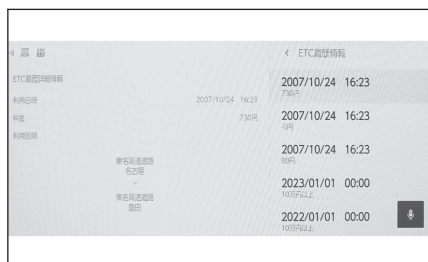 ETC履歴詳細情報
利用日時 2007/10/24 16:23
料金 730円
利用区間
東名高速道路
名古屋
~
東名高速道路
豊田
< ETC履歴情報
2007/10/24 16:23
730円
2007/10/24 16:23
-5円
2007/10/24 16:23
90円
2023/01/01 00:00
10万円以上
2022/01/01 00:00
10万円以上